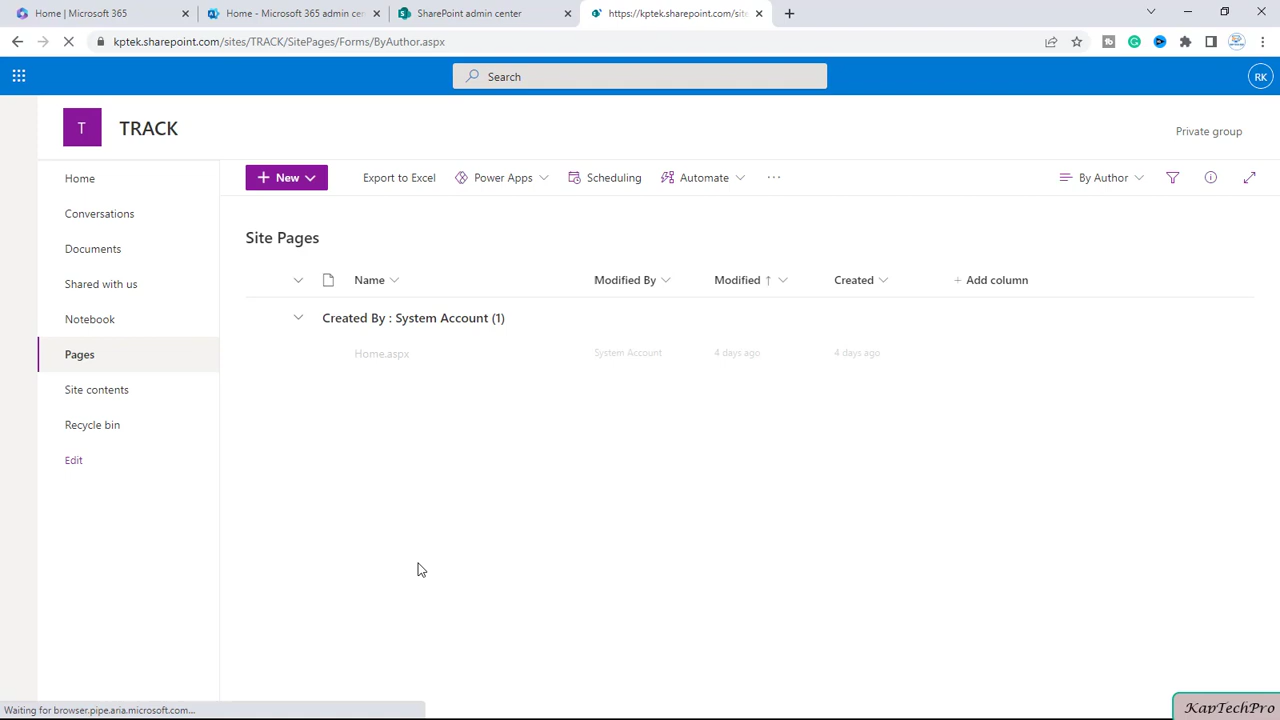 Home | Microsoft 365
Home - Microsoft 365 admin cen
SharePoint admin center
https://kptek.sharepoint.com/site
kptek.sharepoint.com/sites/TRACK/SitePages/Forms/ByAuthor.aspx
Search
RK
T
TRACK
Private group
Home
Conversations
Documents
Shared with us
Notebook
Pages
Site contents
Recycle bin
Edit
New
Export to Excel
Power Apps
Scheduling
Automate
By Author
Site Pages
Name
Modified By
Modified
Created
Add column
Created By : System Account (1)
Home.aspx
System Account
4 days ago
4 days ago
Waiting for browser.pipe.aria.microsoft.com...
KapTechPro